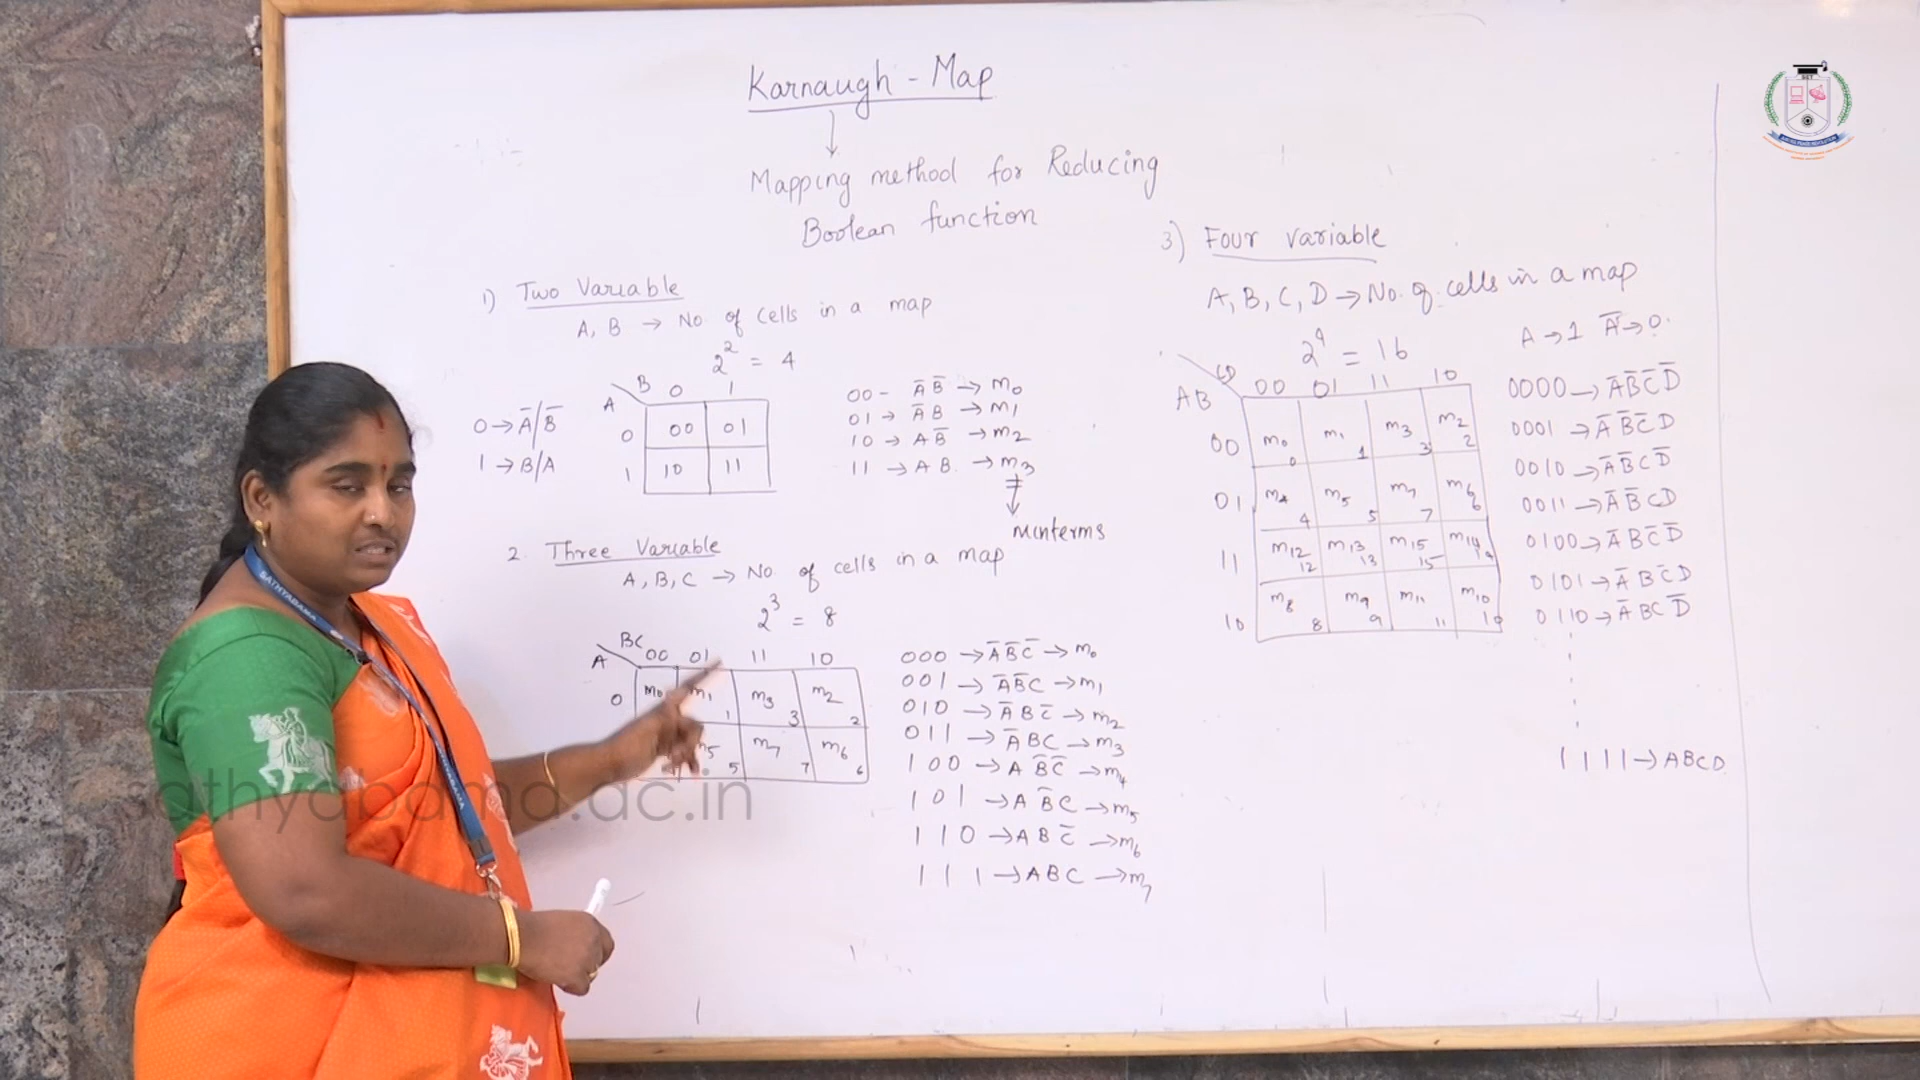 Karnaugh - Map
↓
Mapping method for Reducing
Boolean function
1) Two Variable
A, B → No of cells in a map
2² = 4
0 → A̅/B̅
1 → B/A
B 0 1
A
0 00 01
1 10 11
00 - A̅ B̅ → m₀
01 → A̅ B → m₁
10 → A B̅ → m₂
11 → A B. → m₃
↓
minterms
2. Three Variable
A, B, C → No. of cells in a map
2³ = 8
BC 00 01 11 10
A
0 m₀ m₁ 1 m₃ 3 m₂ 2
m₅ 5 m₇ 7 m₆ 6
000 → A̅ B̅ C̅ → m₀
001 → A̅ B̅ C → m₁
010 → A̅ B C̅ → m₂
011 → A̅ B C → m₃
100 → A B̅ C̅ → m₄
101 → A B̅ C → m₅
110 → A B C̅ → m₆
111 → A B C → m₇
3) Four variable
A, B, C, D → No. of cells in a map
2⁴ = 16
A → 1 A̅ → 0.
CD 00 01 11 10
AB
00 m₀ 0 m₁ 1 m₃ 3 m₂ 2
01 m₄ 4 m₅ 5 m₇ 7 m₆ 6
11 m₁₂ 12 m₁₃ 13 m₁₅ 15 m₁₄ 14
10 m₈ 8 m₉ 9 m₁₁ 11 m₁₀ 10
0000 → A̅ B̅ C̅ D̅
0001 → A̅ B̅ C̅ D
0010 → A̅ B̅ C D̅
0011 → A̅ B̅ C D
0100 → A̅ B C̅ D̅
0101 → A̅ B C̅ D
0110 → A̅ B C D̅
1111 → ABCD
SATHYABAMA
SATHYABAMA
sathyabama.ac.in